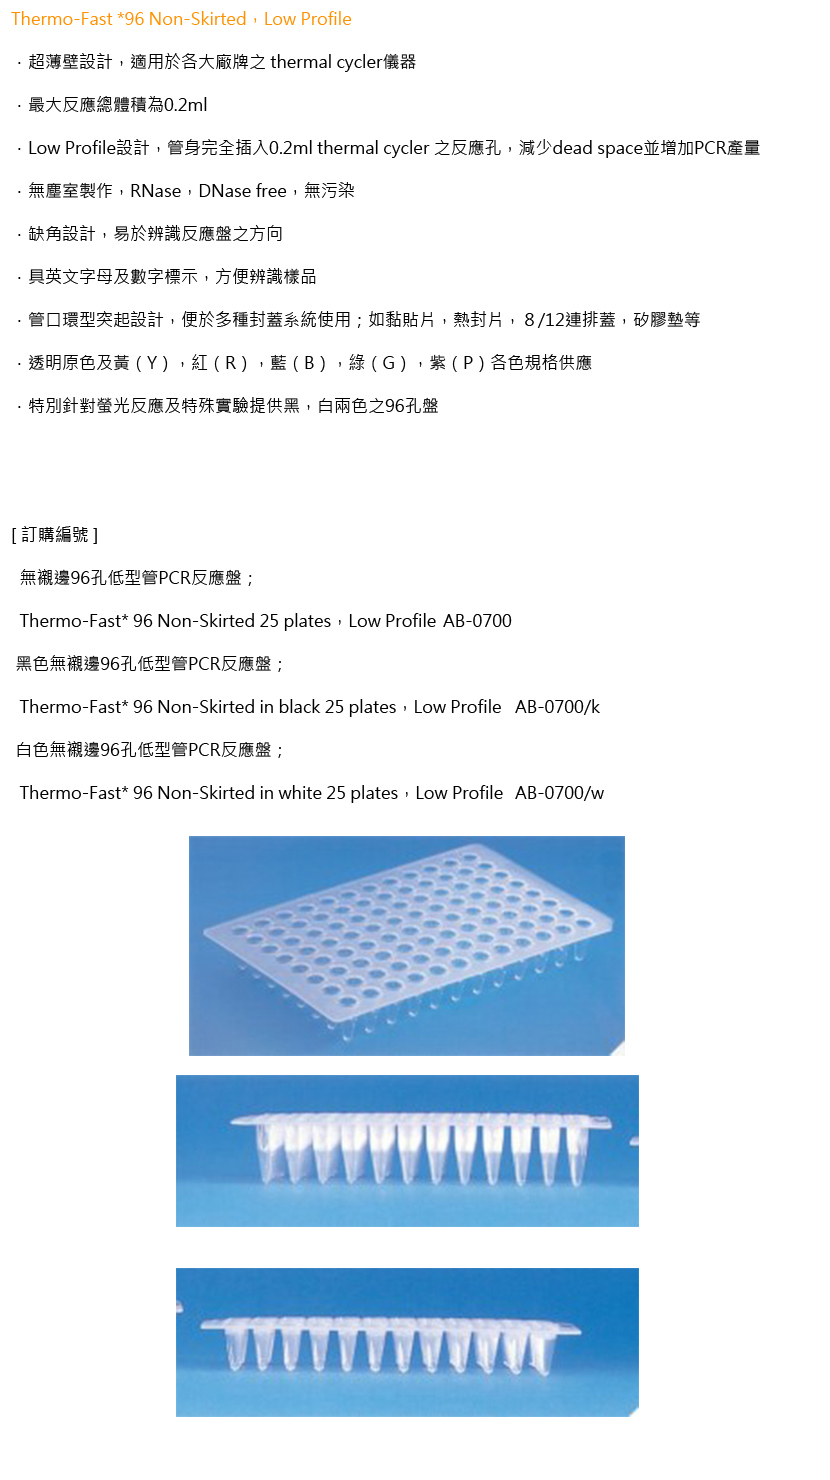 Thermo-Fast *96 Non-Skirted，Low Profile
．超薄壁設計，適用於各大廠牌之 thermal cycler儀器
．最大反應總體積為0.2ml
．Low Profile設計，管身完全插入0.2ml thermal cycler 之反應孔，減少dead space並增加PCR產量
．無塵室製作，RNase，DNase free，無污染
．缺角設計，易於辨識反應盤之方向
．具英文字母及數字標示，方便辨識樣品
．管口環型突起設計，便於多種封蓋系統使用；如黏貼片，熱封片，８/12連排蓋，矽膠墊等
．透明原色及黃（Y），紅（R），藍（B），綠（G），紫（P）各色規格供應
．特別針對螢光反應及特殊實驗提供黑，白兩色之96孔盤
[ 訂購編號 ]
無襯邊96孔低型管PCR反應盤；
Thermo-Fast* 96 Non-Skirted 25 plates，Low Profile AB-0700
黑色無襯邊96孔低型管PCR反應盤；
Thermo-Fast* 96 Non-Skirted in black 25 plates，Low Profile AB-0700/k
白色無襯邊96孔低型管PCR反應盤；
Thermo-Fast* 96 Non-Skirted in white 25 plates，Low Profile AB-0700/w